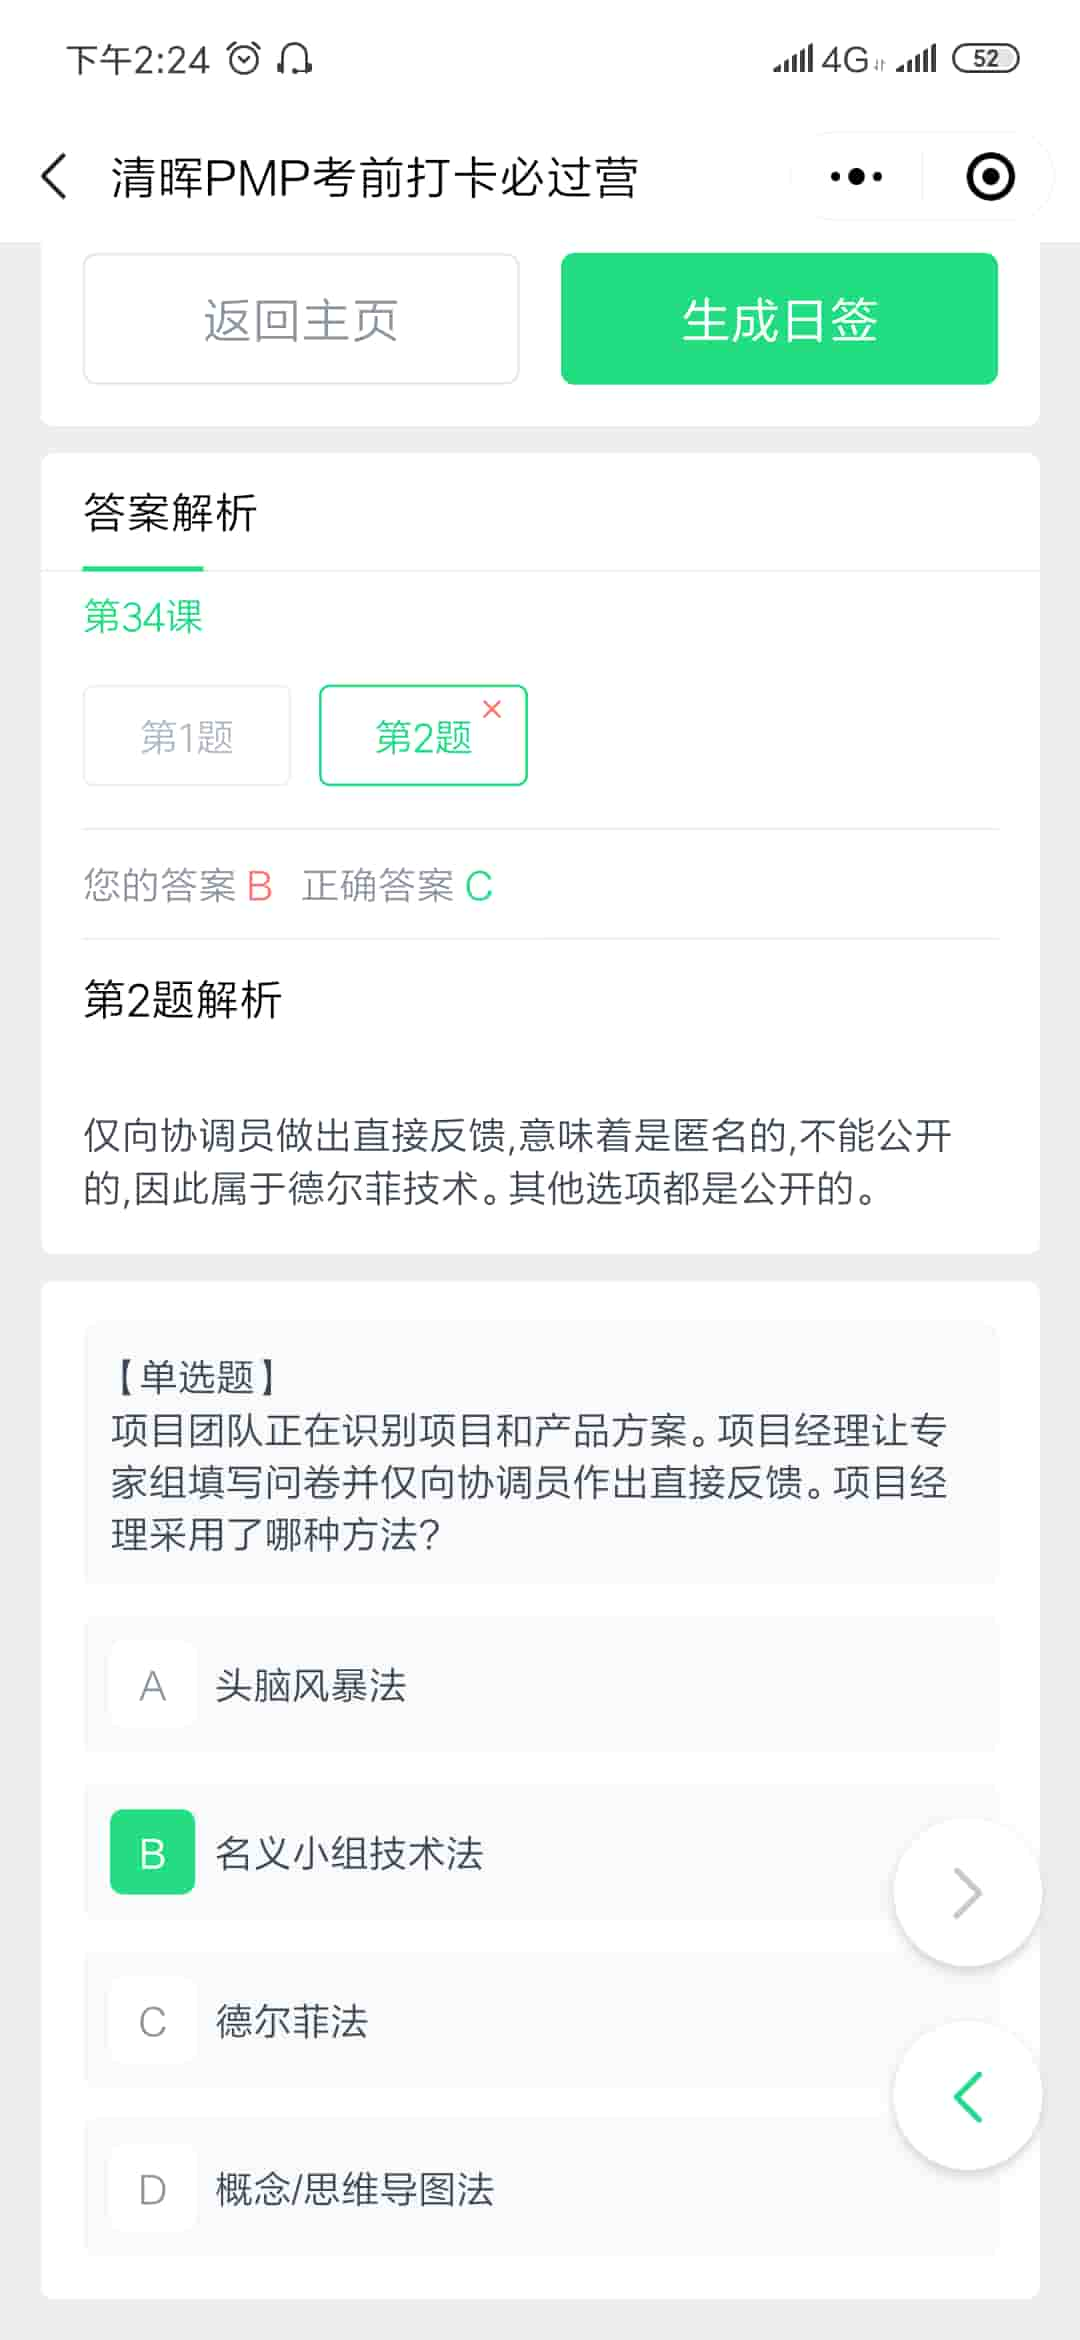 下午2:24
4G
52
清晖PMP考前打卡必过营
返回主页
生成日签
答案解析
第34课
第1题
第2题
您的答案 B 正确答案 C
第2题解析
仅向协调员做出直接反馈,意味着是匿名的,不能公开
的,因此属于德尔菲技术。其他选项都是公开的。
【单选题】
项目团队正在识别项目和产品方案。项目经理让专
家组填写问卷并仅向协调员作出直接反馈。项目经
理采用了哪种方法?
A 头脑风暴法
B 名义小组技术法
C 德尔菲法
D 概念/思维导图法